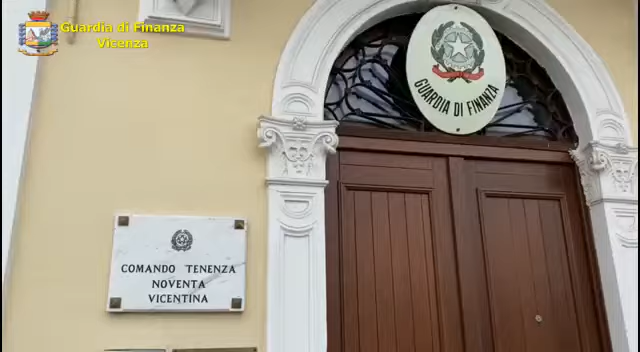 Guardia di Finanza
Vicenza
GUARDIA DI FINANZA
COMANDO TENENZA
NOVENTA
VICENTINA